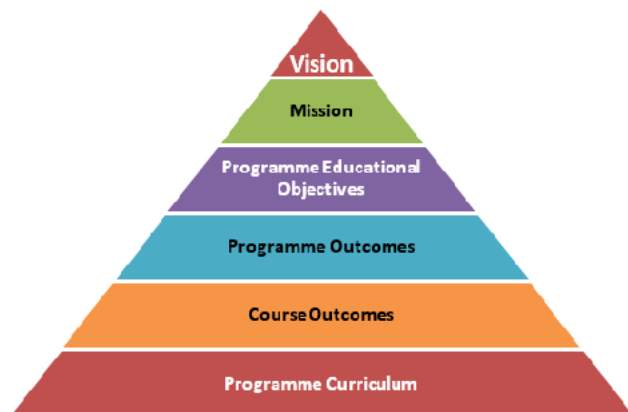 Vision
Mission
Programme Educational
Objectives
Programme Outcomes
Course Outcomes
Programme Curriculum